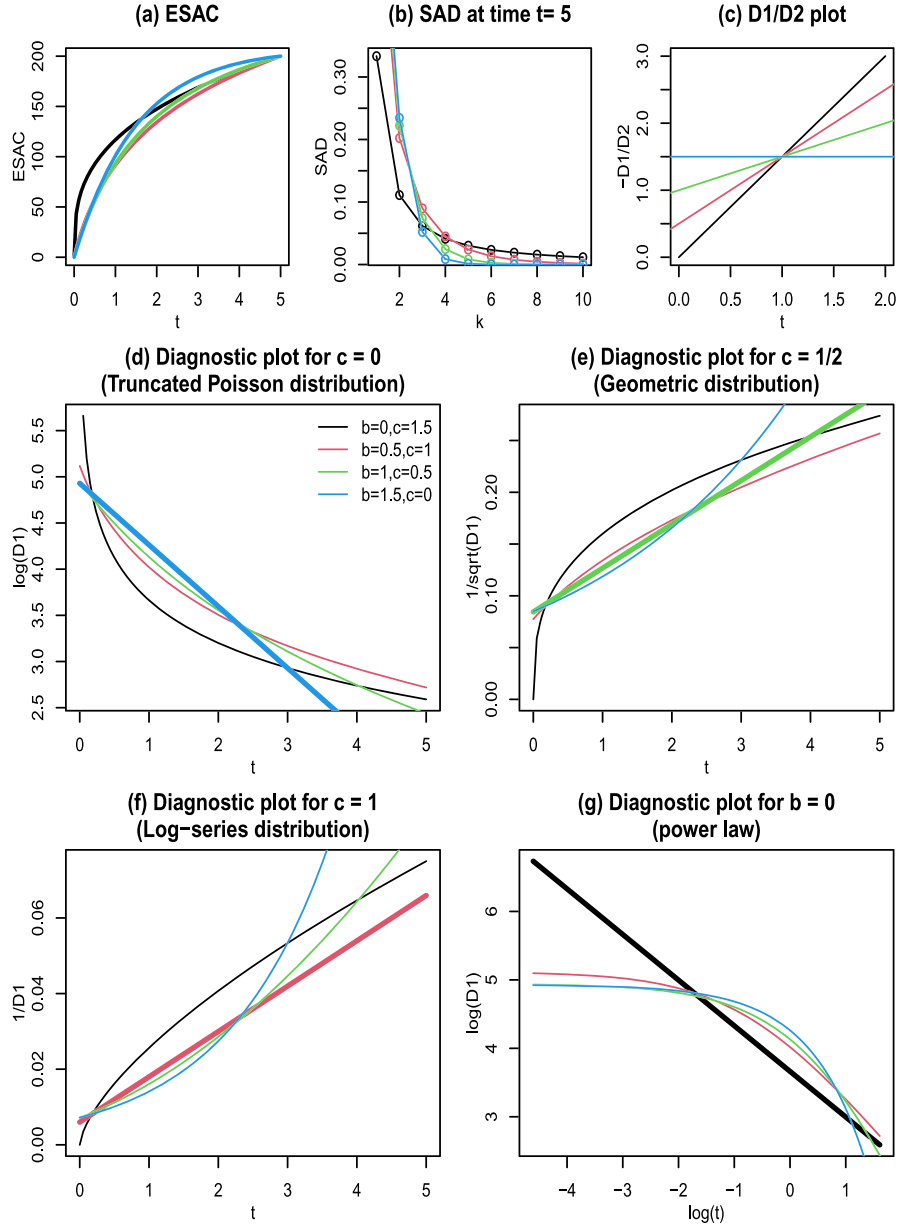 (a) ESAC
ESAC
0 50 100 150 200
0 1 2 3 4 5
t
(b) SAD at time t= 5
SAD
0.00 0.10 0.20 0.30
2 4 6 8 10
k
(c) D1/D2 plot
−D1/D2
0.0 1.0 2.0 3.0
0.0 0.5 1.0 1.5 2.0
t
(d) Diagnostic plot for c = 0
(Truncated Poisson distribution)
log(D1)
2.5 3.0 3.5 4.0 4.5 5.0 5.5
b=0,c=1.5
b=0.5,c=1
b=1,c=0.5
b=1.5,c=0
0 1 2 3 4 5
t
(e) Diagnostic plot for c = 1/2
(Geometric distribution)
1/sqrt(D1)
0.00 0.10 0.20
0 1 2 3 4 5
t
(f) Diagnostic plot for c = 1
(Log−series distribution)
1/D1
0.00 0.02 0.04 0.06
0 1 2 3 4 5
t
(g) Diagnostic plot for b = 0
(power law)
log(D1)
3 4 5 6
−4 −3 −2 −1 0 1
log(t)